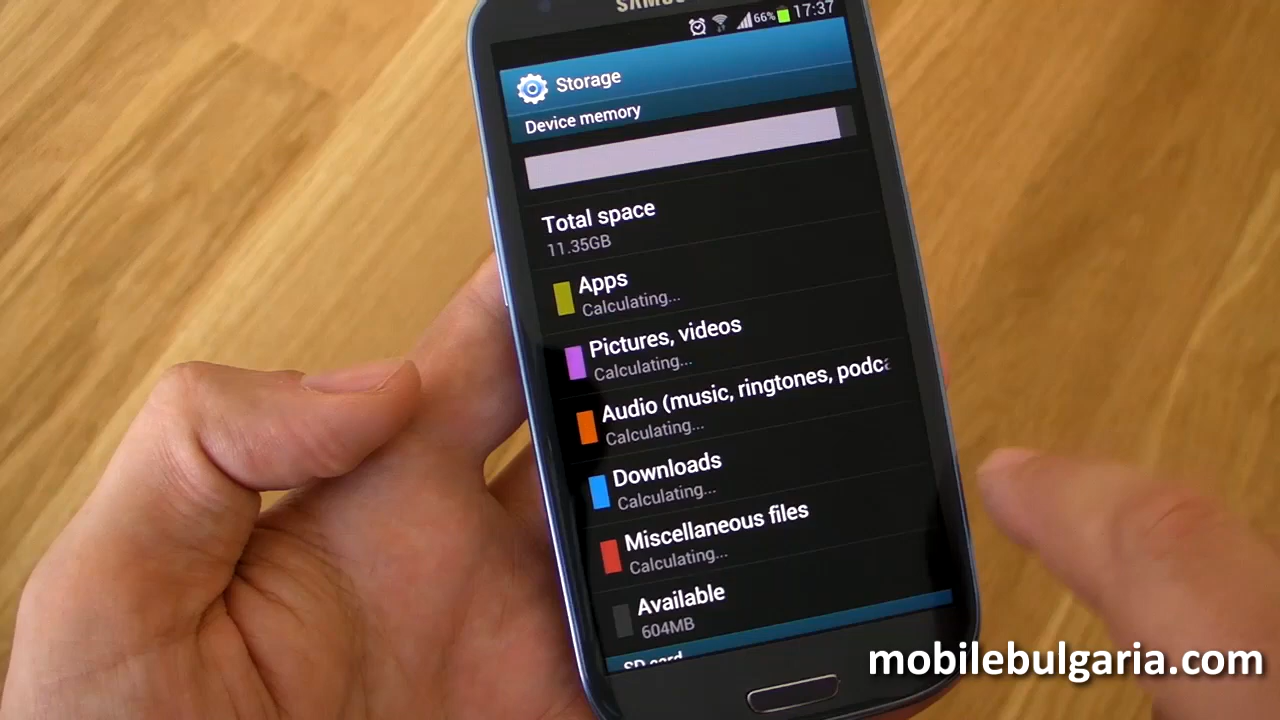 SAMSUNG
66% 17:37
Storage
Device memory
Total space
11.35GB
Apps
Calculating...
Pictures, videos
Calculating...
Audio (music, ringtones, podca
Calculating...
Downloads
Calculating...
Miscellaneous files
Calculating...
Available
604MB
SD card
mobilebulgaria.com